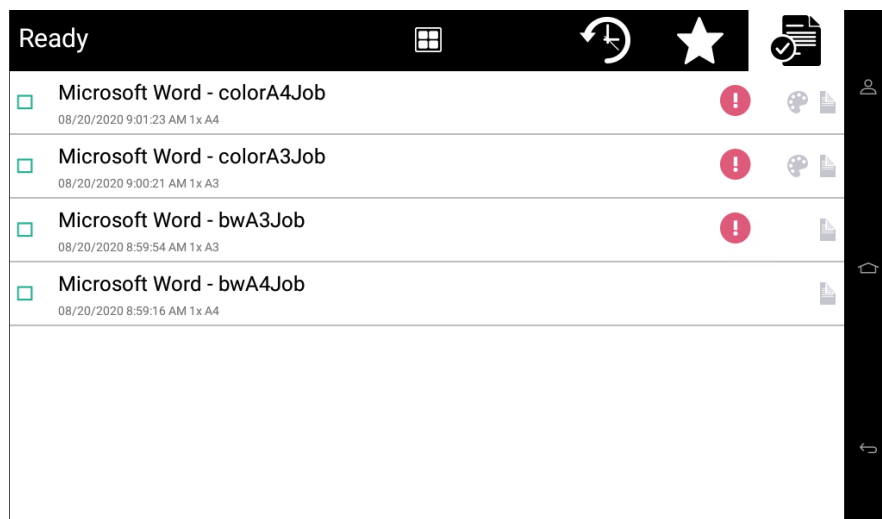 Ready
Microsoft Word - colorA4Job
08/20/2020 9:01:23 AM 1x A4
Microsoft Word - colorA3Job
08/20/2020 9:00:21 AM 1x A3
Microsoft Word - bwA3Job
08/20/2020 8:59:54 AM 1x A3
Microsoft Word - bwA4Job
08/20/2020 8:59:16 AM 1x A4